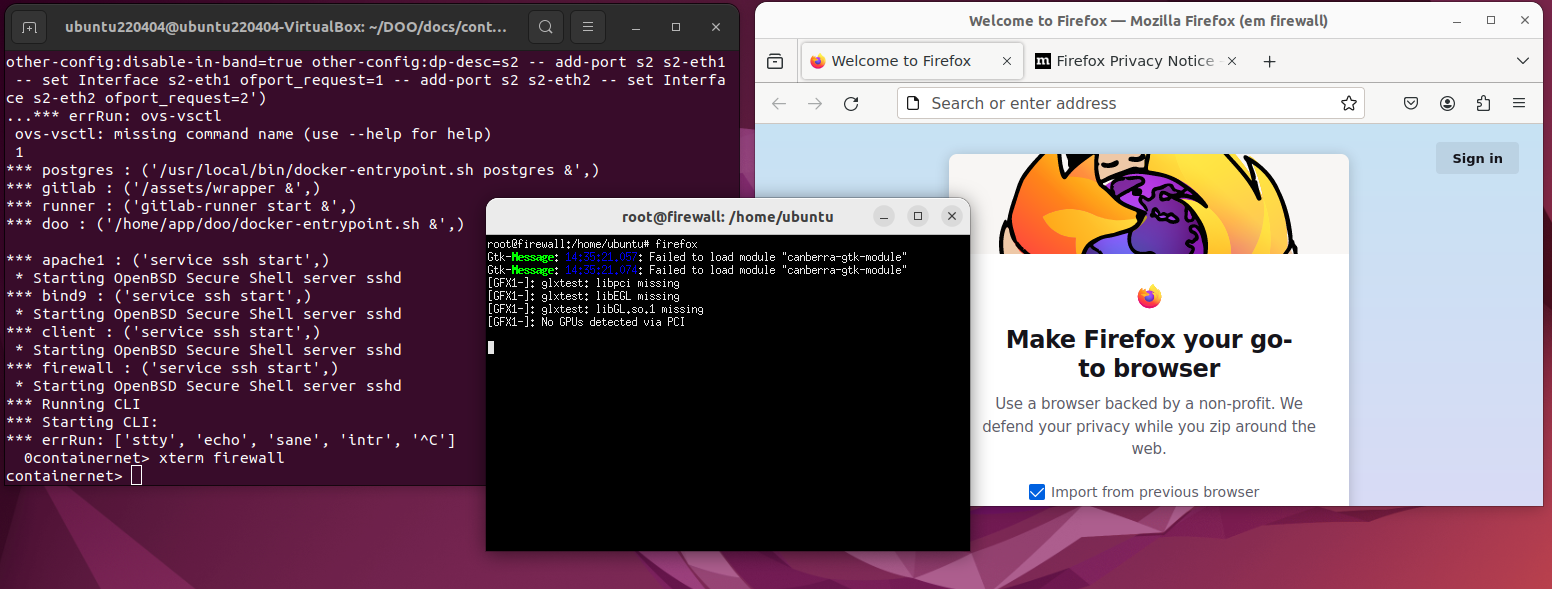 ubuntu220404@ubuntu220404-VirtualBox: ~/DOO/docs/cont...
other-config:disable-in-band=true other-config:dp-desc=s2 -- add-port s2 s2-eth1
 -- set Interface s2-eth1 ofport_request=1 -- add-port s2 s2-eth2 -- set Interfa
ce s2-eth2 ofport_request=2')
...*** errRun: ovs-vsctl
 ovs-vsctl: missing command name (use --help for help)
 1
*** postgres : ('/usr/local/bin/docker-entrypoint.sh postgres &',)
*** gitlab : ('/assets/wrapper &',)
*** runner : ('gitlab-runner start &',)
*** doo : ('/home/app/doo/docker-entrypoint.sh &',)
*** apache1 : ('service ssh start',)
 * Starting OpenBSD Secure Shell server sshd
*** bind9 : ('service ssh start',)
 * Starting OpenBSD Secure Shell server sshd
*** client : ('service ssh start',)
 * Starting OpenBSD Secure Shell server sshd
*** firewall : ('service ssh start',)
 * Starting OpenBSD Secure Shell server sshd
*** Running CLI
*** Starting CLI:
*** errRun: ['stty', 'echo', 'sane', 'intr', '^C']
  0containernet> xterm firewall
containernet>
root@firewall: /home/ubuntu
root@firewall:/home/ubuntu# firefox
Gtk-Message: 14:35:21.057: Failed to load module "canberra-gtk-module"
Gtk-Message: 14:35:21.074: Failed to load module "canberra-gtk-module"
[GFX1-]: glxtest: libpci missing
[GFX1-]: glxtest: libEGL missing
[GFX1-]: glxtest: libGL.so.1 missing
[GFX1-]: No GPUs detected via PCI
Welcome to Firefox — Mozilla Firefox (em firewall)
Welcome to Firefox
m Firefox Privacy Notice
Search or enter address
Sign in
Make Firefox your go-
to browser
Use a browser backed by a non-profit. We
defend your privacy while you zip around the
web.
Import from previous browser